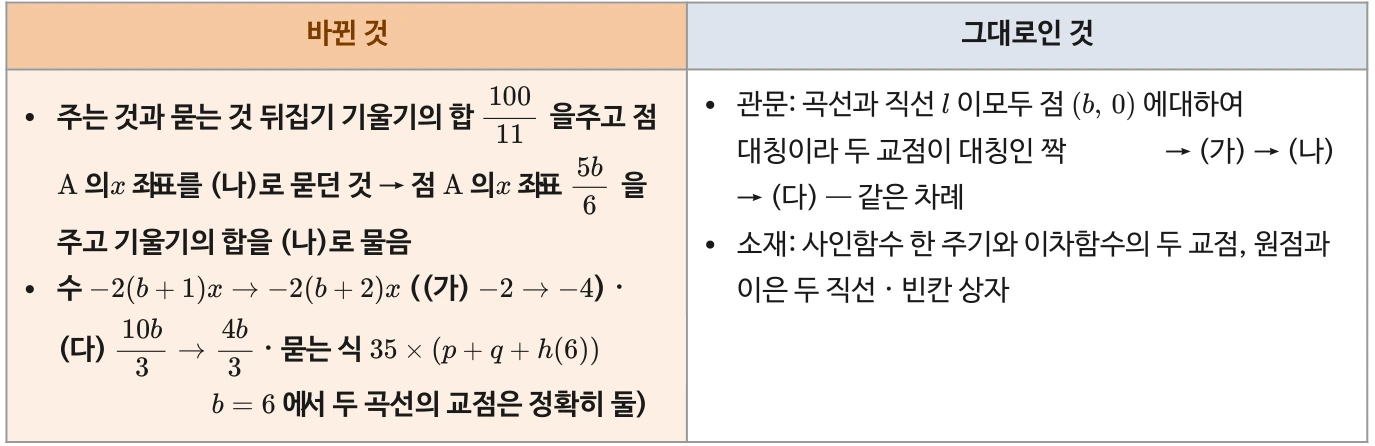 바뀐 것
• 주는 것과 묻는 것 뒤집기 기울기의 합 100/11 을주고 점
A 의x 좌표를 (나)로 묻던 것 → 점 A 의x 좌표 5b/6 을
주고 기울기의 합을 (나)로 물음
• 수 −2(b + 1)x → −2(b + 2)x ((가) −2 → −4) ·
(다) 10b/3 → 4b/3 · 묻는 식 35 × (p + q + h(6))
b = 6 에서 두 곡선의 교점은 정확히 둘)
그대로인 것
• 관문: 곡선과 직선 l 이모두 점 (b, 0) 에대하여
대칭이라 두 교점이 대칭인 짝 → (가) → (나)
→ (다) — 같은 차례
• 소재: 사인함수 한 주기와 이차함수의 두 교점, 원점과
이은 두 직선 · 빈칸 상자